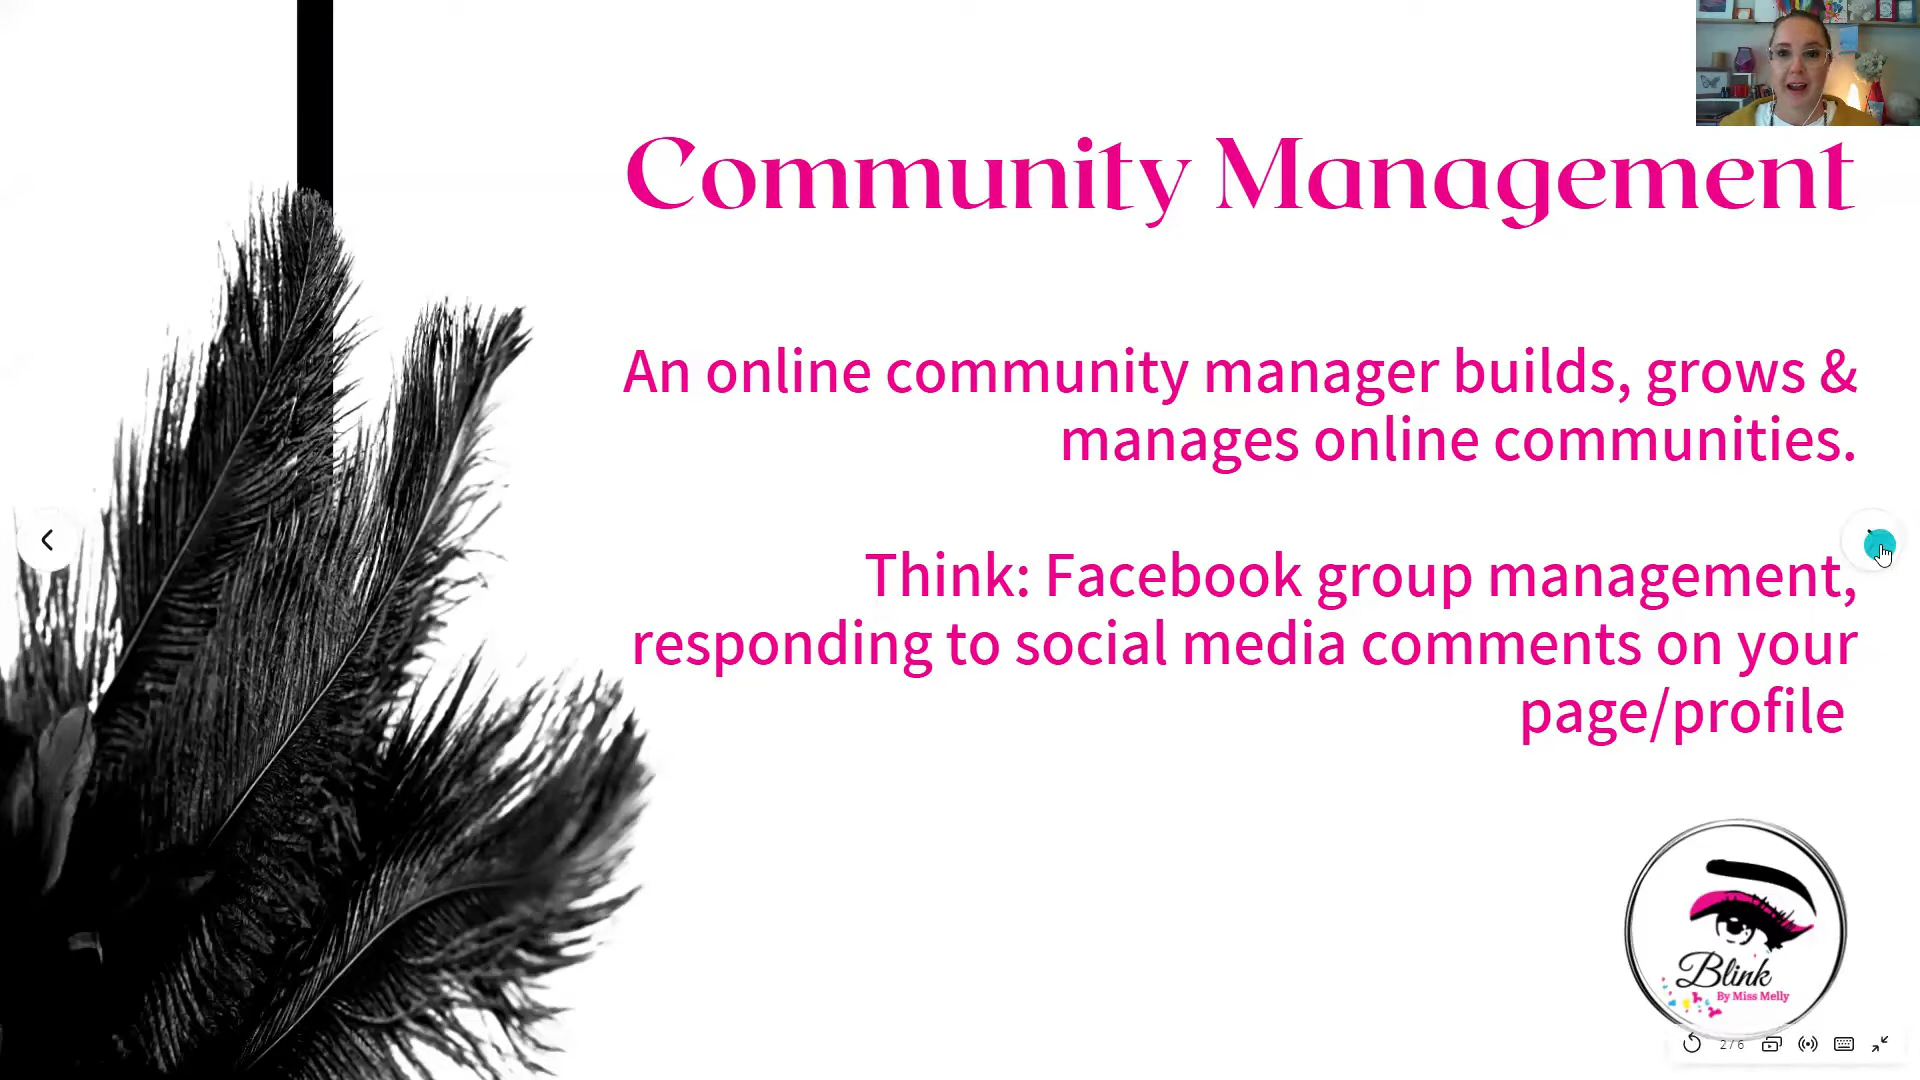 Community Management
An online community manager builds, grows &
manages online communities.
Think: Facebook group management,
responding to social media comments on your
page/profile
Blink
By Miss Melly
2/6